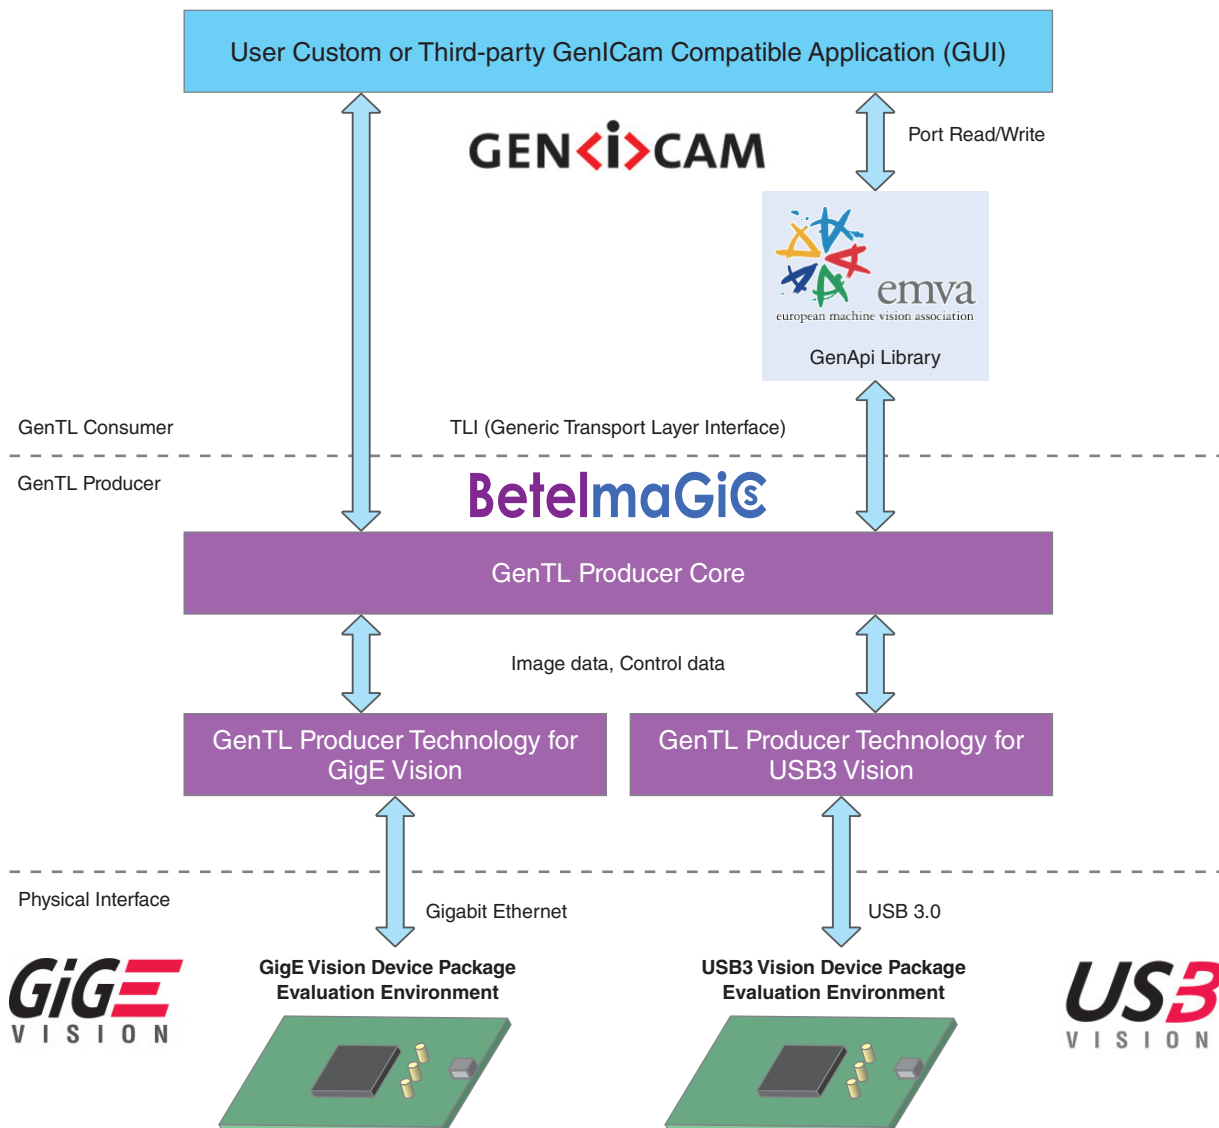 User Custom or Third-party GenICam Compatible Application (GUI)
Port Read/Write
GEN<i>CAM
emva
european machine vision association
GenApi Library
GenTL Consumer
TLI (Generic Transport Layer Interface)
GenTL Producer
BetelmaGiCs
GenTL Producer Core
Image data, Control data
GenTL Producer Technology for
GigE Vision
GenTL Producer Technology for
USB3 Vision
Physical Interface
Gigabit Ethernet
USB 3.0
GiGE
VISION
GigE Vision Device Package
Evaluation Environment
USB3 Vision Device Package
Evaluation Environment
USB3
VISION